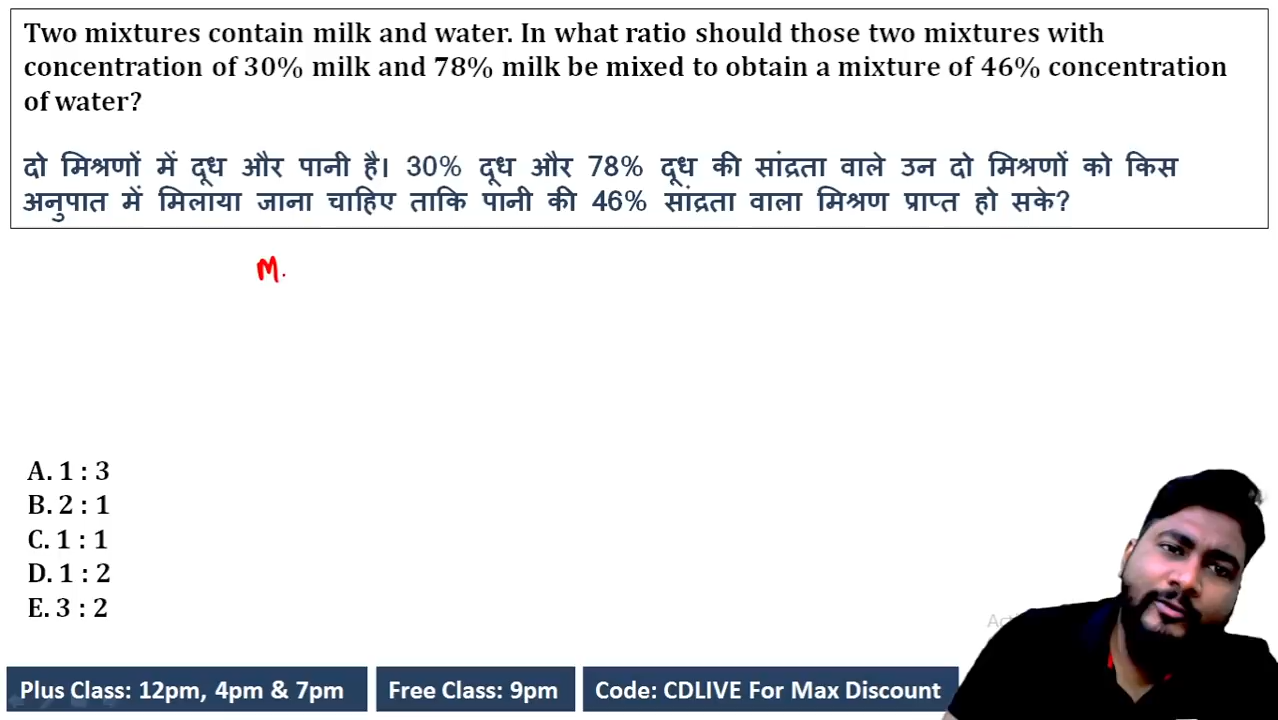 Two mixtures contain milk and water. In what ratio should those two mixtures with
concentration of 30% milk and 78% milk be mixed to obtain a mixture of 46% concentration
of water?
दो मिश्रणों में दूध और पानी है। 30% दूध और 78% दूध की सांद्रता वाले उन दो मिश्रणों को किस
अनुपात में मिलाया जाना चाहिए ताकि पानी की 46% सांद्रता वाला मिश्रण प्राप्त हो सके?
M.
A. 1 : 3
B. 2 : 1
C. 1 : 1
D. 1 : 2
E. 3 : 2
Plus Class: 12pm, 4pm & 7pm
Free Class: 9pm
Code: CDLIVE For Max Discount